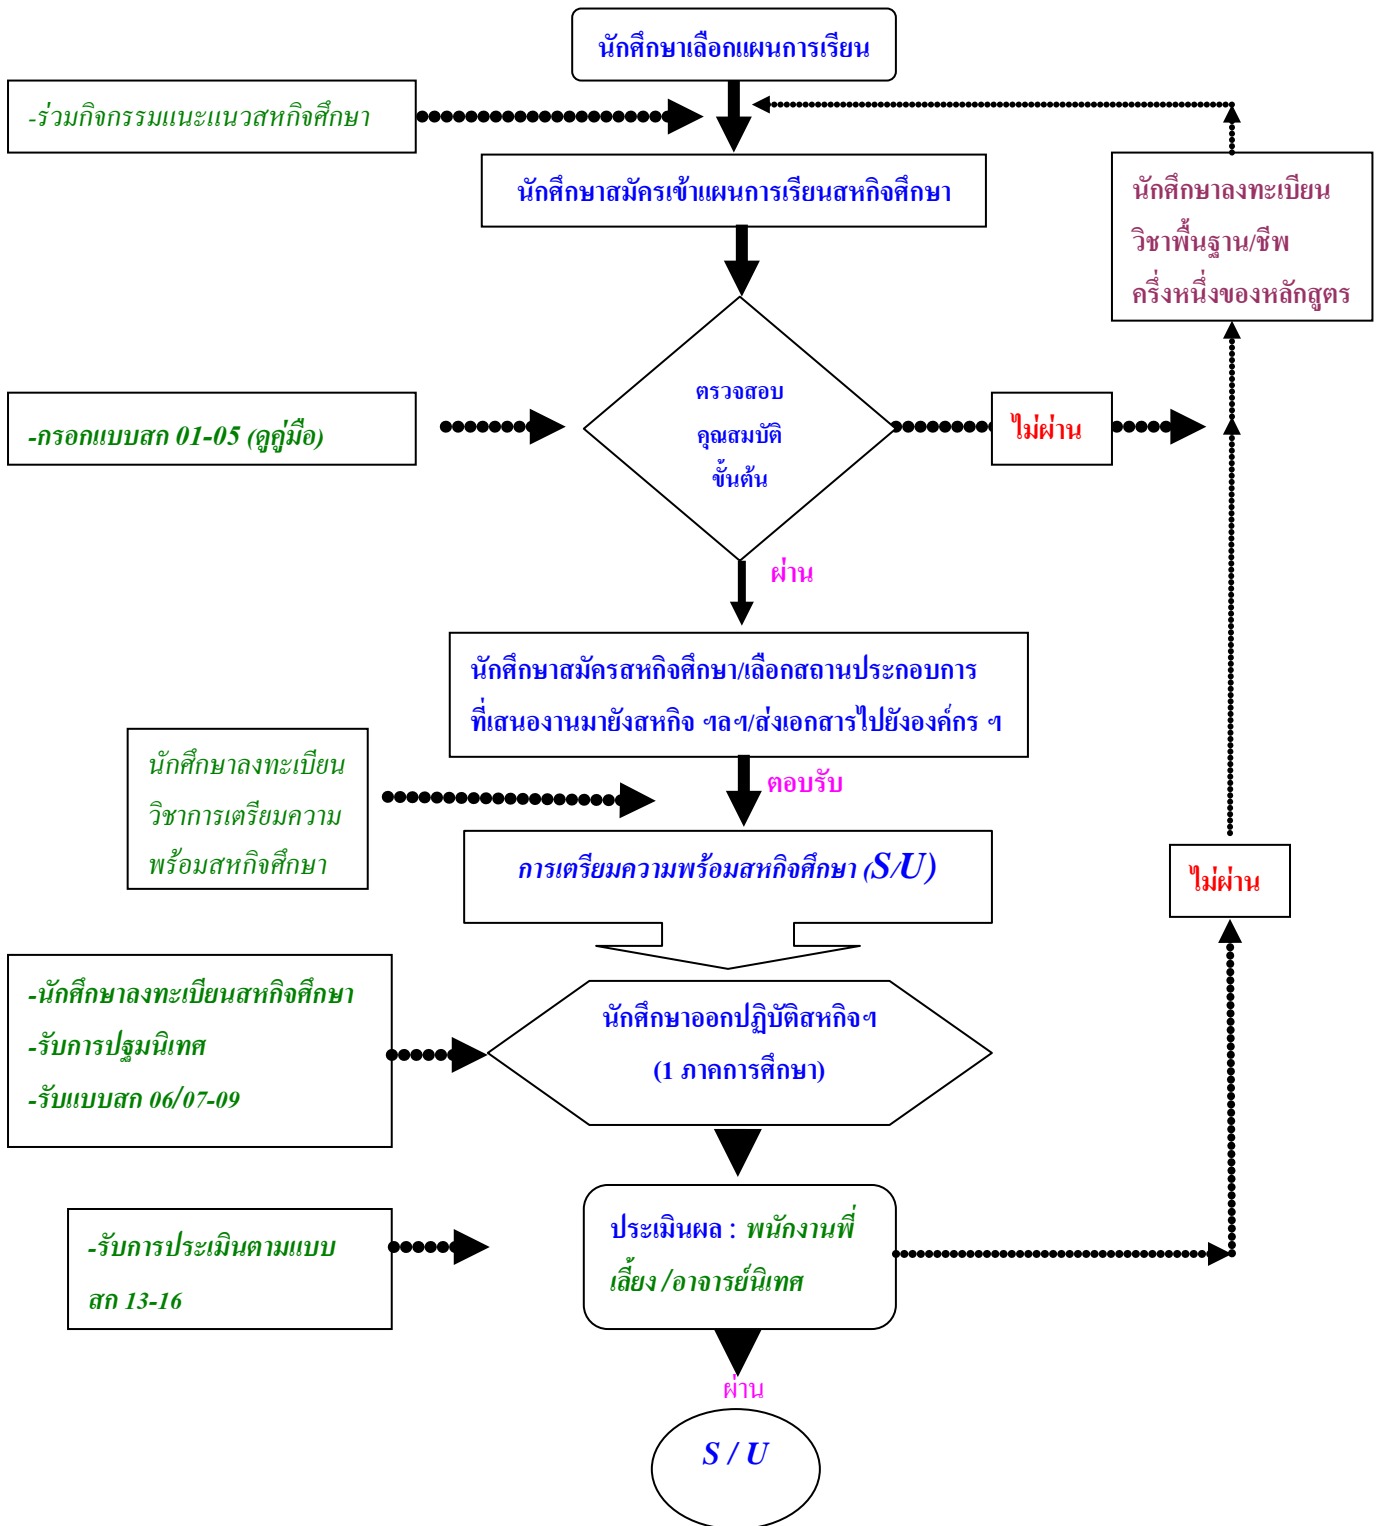 นักศึกษาเลือกแผนการเรียน
-ร่วมกิจกรรมแนะแนวสหกิจศึกษา
นักศึกษาสมัครเข้าแผนการเรียนสหกิจศึกษา
นักศึกษาลงทะเบียน
วิชาพื้นฐาน/ชีพ
ครึ่งหนึ่งของหลักสูตร
ตรวจสอบ
คุณสมบัติ
ขั้นต้น
-กรอกแบบสก 01-05 (ดูคู่มือ)
ไม่ผ่าน
ผ่าน
นักศึกษาสมัครสหกิจศึกษา/เลือกสถานประกอบการ
ที่เสนองานมายังสหกิจ ฯลฯ/ส่งเอกสารไปยังองค์กร ฯ
นักศึกษาลงทะเบียน
วิชาการเตรียมความ
พร้อมสหกิจศึกษา
ตอบรับ
การเตรียมความพร้อมสหกิจศึกษา (S/U)
ไม่ผ่าน
-นักศึกษาลงทะเบียนสหกิจศึกษา
-รับการปฐมนิเทศ
-รับแบบสก 06/07-09
นักศึกษาออกปฏิบัติสหกิจฯ
(1 ภาคการศึกษา)
-รับการประเมินตามแบบ
สก 13-16
ประเมินผล : พนักงานพี่
เลี้ยง /อาจารย์นิเทศ
ผ่าน
S / U